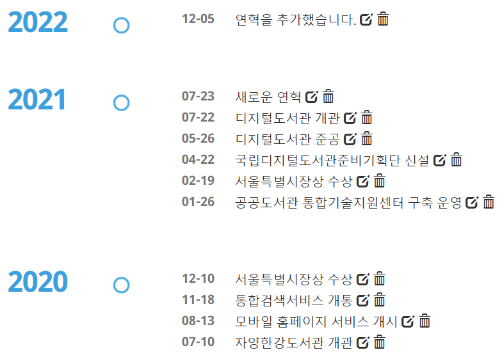 2022 12-05 연혁을 추가했습니다.
2021 07-23 새로운 연혁
07-22 디지털도서관 개관
05-26 디지털도서관 준공
04-22 국립디지털도서관준비기획단 신설
02-19 서울특별시장상 수상
01-26 공공도서관 통합기술지원센터 구축 운영
2020 12-10 서울특별시장상 수상
11-18 통합검색서비스 개통
08-13 모바일 홈페이지 서비스 개시
07-10 자양한강도서관 개관